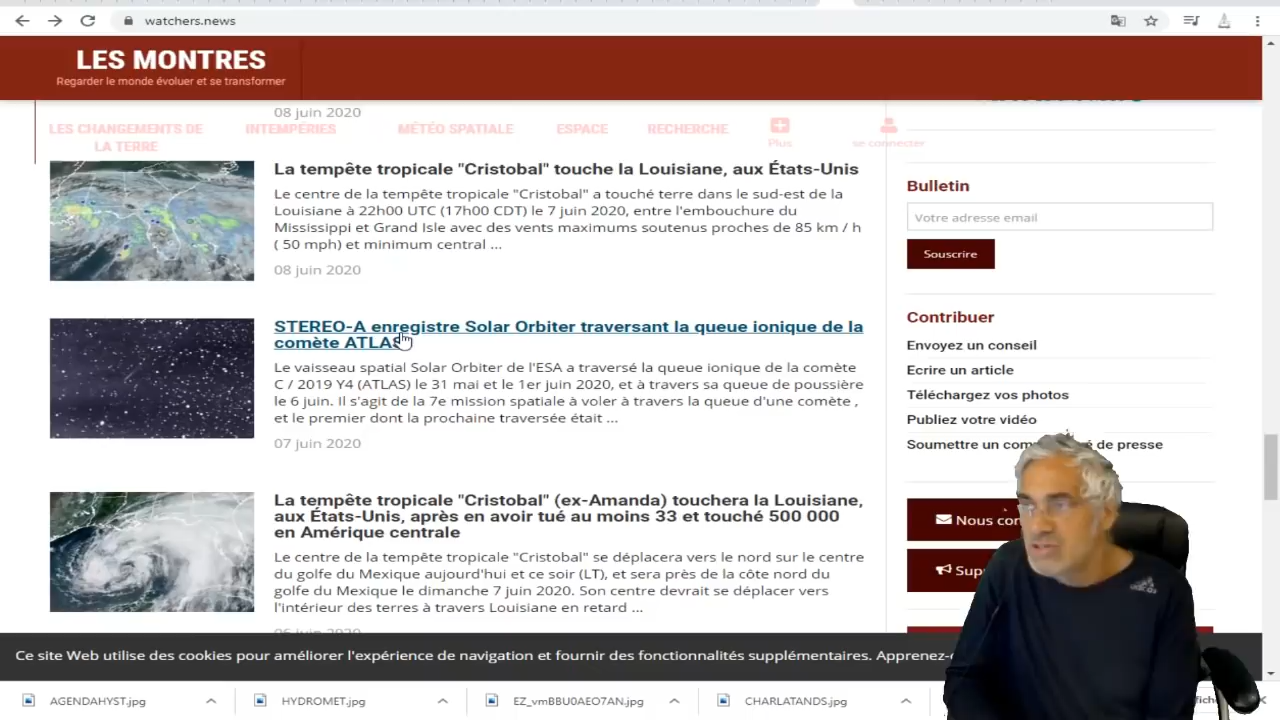 watchers.news
LES MONTRES
Regarder le monde évoluer et se transformer
08 juin 2020
LES CHANGEMENTS DE
LA TERRE
INTEMPÉRIES
MÉTÉO SPATIALE
ESPACE
RECHERCHE
Plus
se connecter
La tempête tropicale "Cristobal" touche la Louisiane, aux États-Unis
Le centre de la tempête tropicale "Cristobal" a touché terre dans le sud-est de la
Louisiane à 22h00 UTC (17h00 CDT) le 7 juin 2020, entre l'embouchure du
Mississippi et Grand Isle avec des vents maximums soutenus proches de 85 km / h
( 50 mph) et minimum central ...
08 juin 2020
STEREO-A enregistre Solar Orbiter traversant la queue ionique de la
comète ATLAS
Le vaisseau spatial Solar Orbiter de l'ESA a traversé la queue ionique de la comète
C / 2019 Y4 (ATLAS) le 31 mai et le 1er juin 2020, et à travers sa queue de poussière
le 6 juin. Il s'agit de la 7e mission spatiale à voler à travers la queue d'une comète ,
et le premier dont la prochaine traversée était ...
07 juin 2020
La tempête tropicale "Cristobal" (ex-Amanda) touchera la Louisiane,
aux États-Unis, après en avoir tué au moins 33 et touché 500 000
en Amérique centrale
Le centre de la tempête tropicale "Cristobal" se déplacera vers le nord sur le centre
du golfe du Mexique aujourd'hui et ce soir (LT), et sera près de la côte nord du
golfe du Mexique le dimanche 7 juin 2020. Son centre devrait se déplacer vers
l'intérieur des terres à travers Louisiane en retard ...
Bulletin
Votre adresse email
Souscrire
Contribuer
Envoyez un conseil
Ecrire un article
Téléchargez vos photos
Publiez votre vidéo
Soumettre un com é de presse
Nous con
Sup
Ce site Web utilise des cookies pour améliorer l'expérience de navigation et fournir des fonctionnalités supplémentaires. Apprenez-
AGENDAHYST.jpg
HYDROMET.jpg
EZ_vmBBU0AEO7AN.jpg
CHARLATANDS.jpg